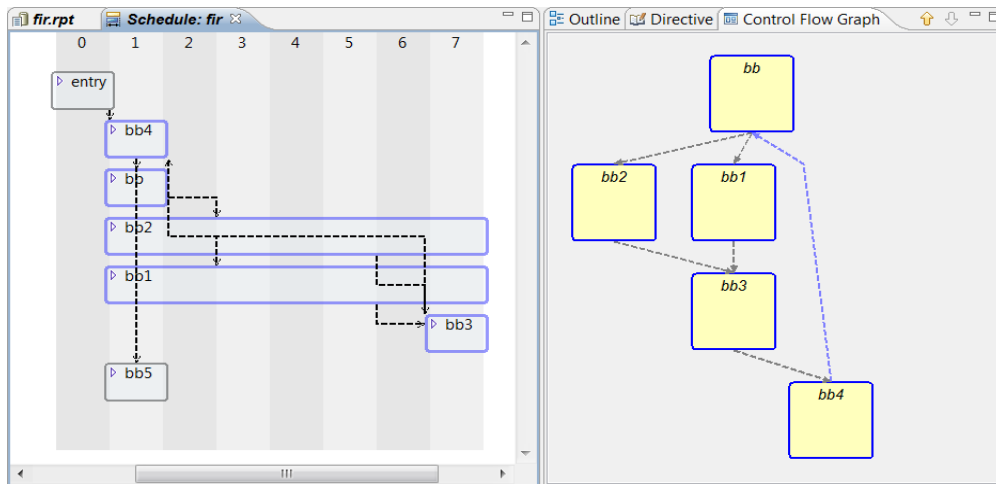 fir.rpt
Schedule: fir
0 1 2 3 4 5 6 7
entry
bb4
bb
bb2
bb1
bb3
bb5
Outline Directive Control Flow Graph
bb
bb2 bb1
bb3
bb4